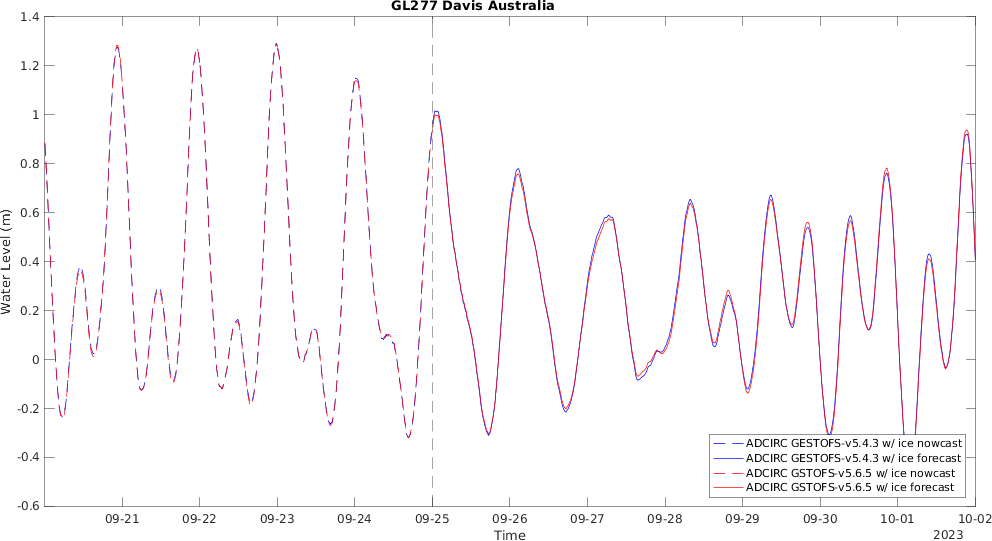 GL277 Davis Australia
Water Level (m)
1.4
1.2
1
0.8
0.6
0.4
0.2
0
-0.2
-0.4
-0.6
ADCIRC GESTOFS-v5.4.3 w/ ice nowcast
ADCIRC GESTOFS-v5.4.3 w/ ice forecast
ADCIRC GSTOFS-v5.6.5 w/ ice nowcast
ADCIRC GSTOFS-v5.6.5 w/ ice forecast
09-21 09-22 09-23 09-24 09-25 09-26 09-27 09-28 09-29 09-30 10-01 10-02
Time
2023